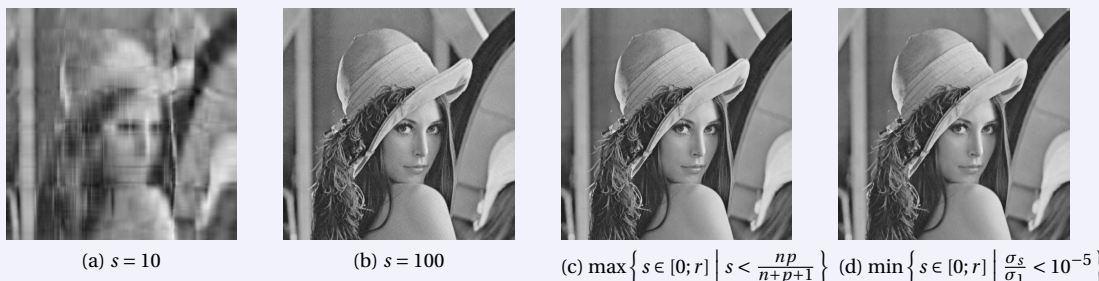 (a) s = 10
(b) s = 100
(c) max { s ∈ [0; r] | s < np/(n+p+1) }
(d) min { s ∈ [0; r] | σ_s/σ_1 < 10^{-5} }